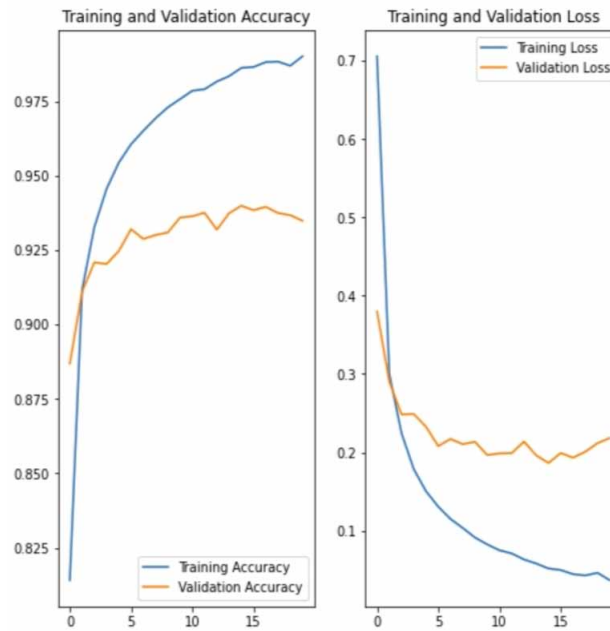 Training and Validation Accuracy
0.975
0.950
0.925
0.900
0.875
0.850
0.825
Training Accuracy
Validation Accuracy
0 5 10 15
Training and Validation Loss
Training Loss
Validation Loss
0.7
0.6
0.5
0.4
0.3
0.2
0.1
0 5 10 15